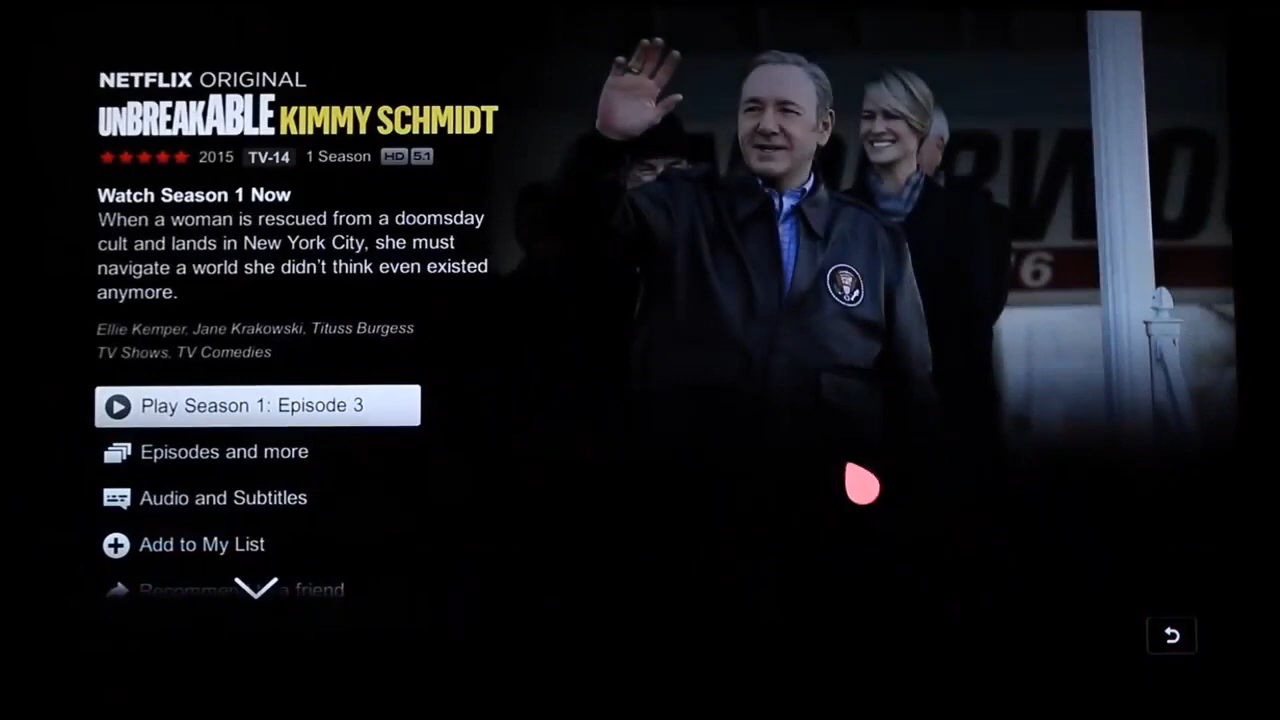 NETFLIX ORIGINAL
UNBREAKABLE KIMMY SCHMIDT
2015 TV-14 1 Season HD 5.1
Watch Season 1 Now
When a woman is rescued from a doomsday
cult and lands in New York City, she must
navigate a world she didn't think even existed
anymore.
Ellie Kemper, Jane Krakowski, Tituss Burgess
TV Shows, TV Comedies
Play Season 1: Episode 3
Episodes and more
Audio and Subtitles
Add to My List
a friend